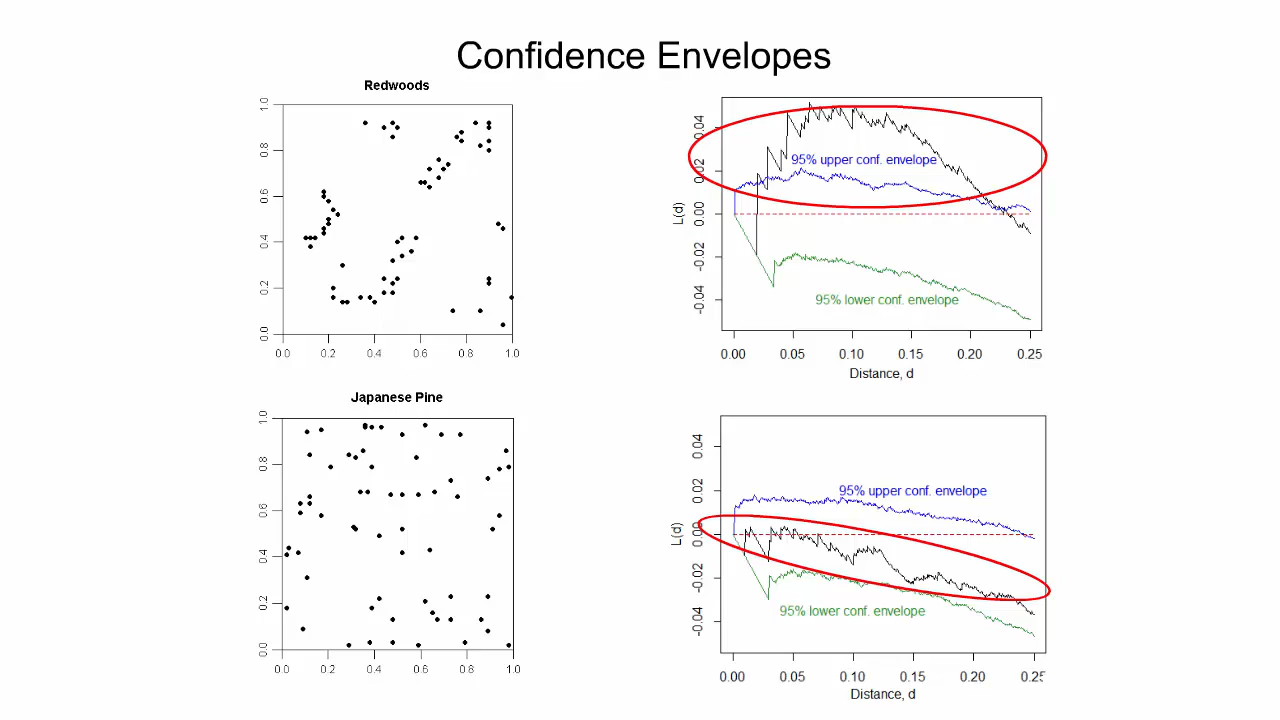 Confidence Envelopes
Redwoods
1.0
0.8
0.6
0.4
0.2
0.0
0.0 0.2 0.4 0.6 0.8 1.0
L(d)
0.04
0.02
0.00
-0.02
-0.04
95% upper conf. envelope
95% lower conf. envelope
0.00 0.05 0.10 0.15 0.20 0.25
Distance, d
Japanese Pine
1.0
0.8
0.6
0.4
0.2
0.0
0.0 0.2 0.4 0.6 0.8 1.0
L(d)
0.04
0.02
0.00
-0.02
-0.04
95% upper conf. envelope
95% lower conf. envelope
0.00 0.05 0.10 0.15 0.20 0.25
Distance, d